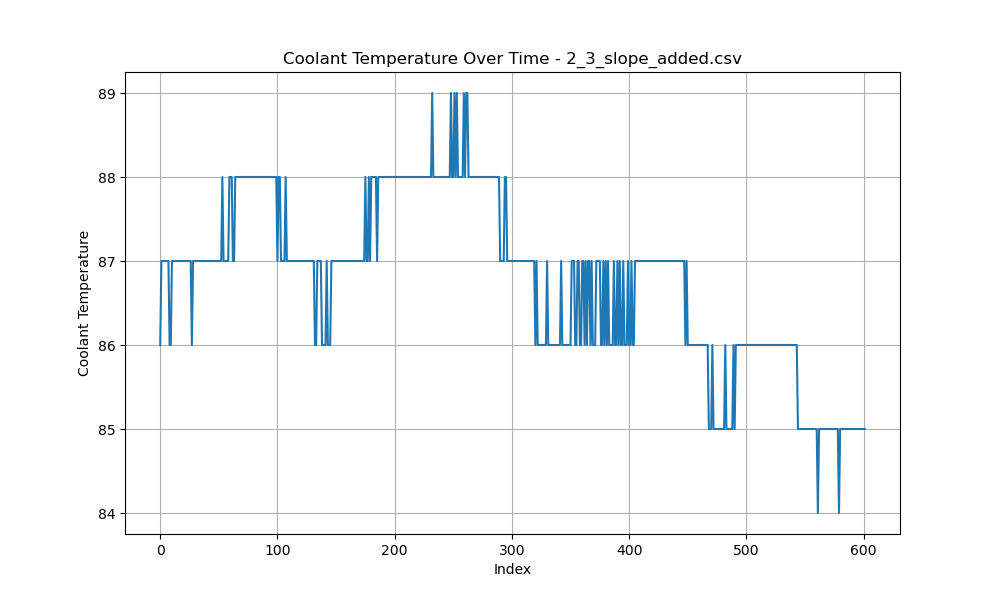 Coolant Temperature Over Time - 2_3_slope_added.csv
Coolant Temperature
89
88
87
86
85
84
0 100 200 300 400 500 600
Index